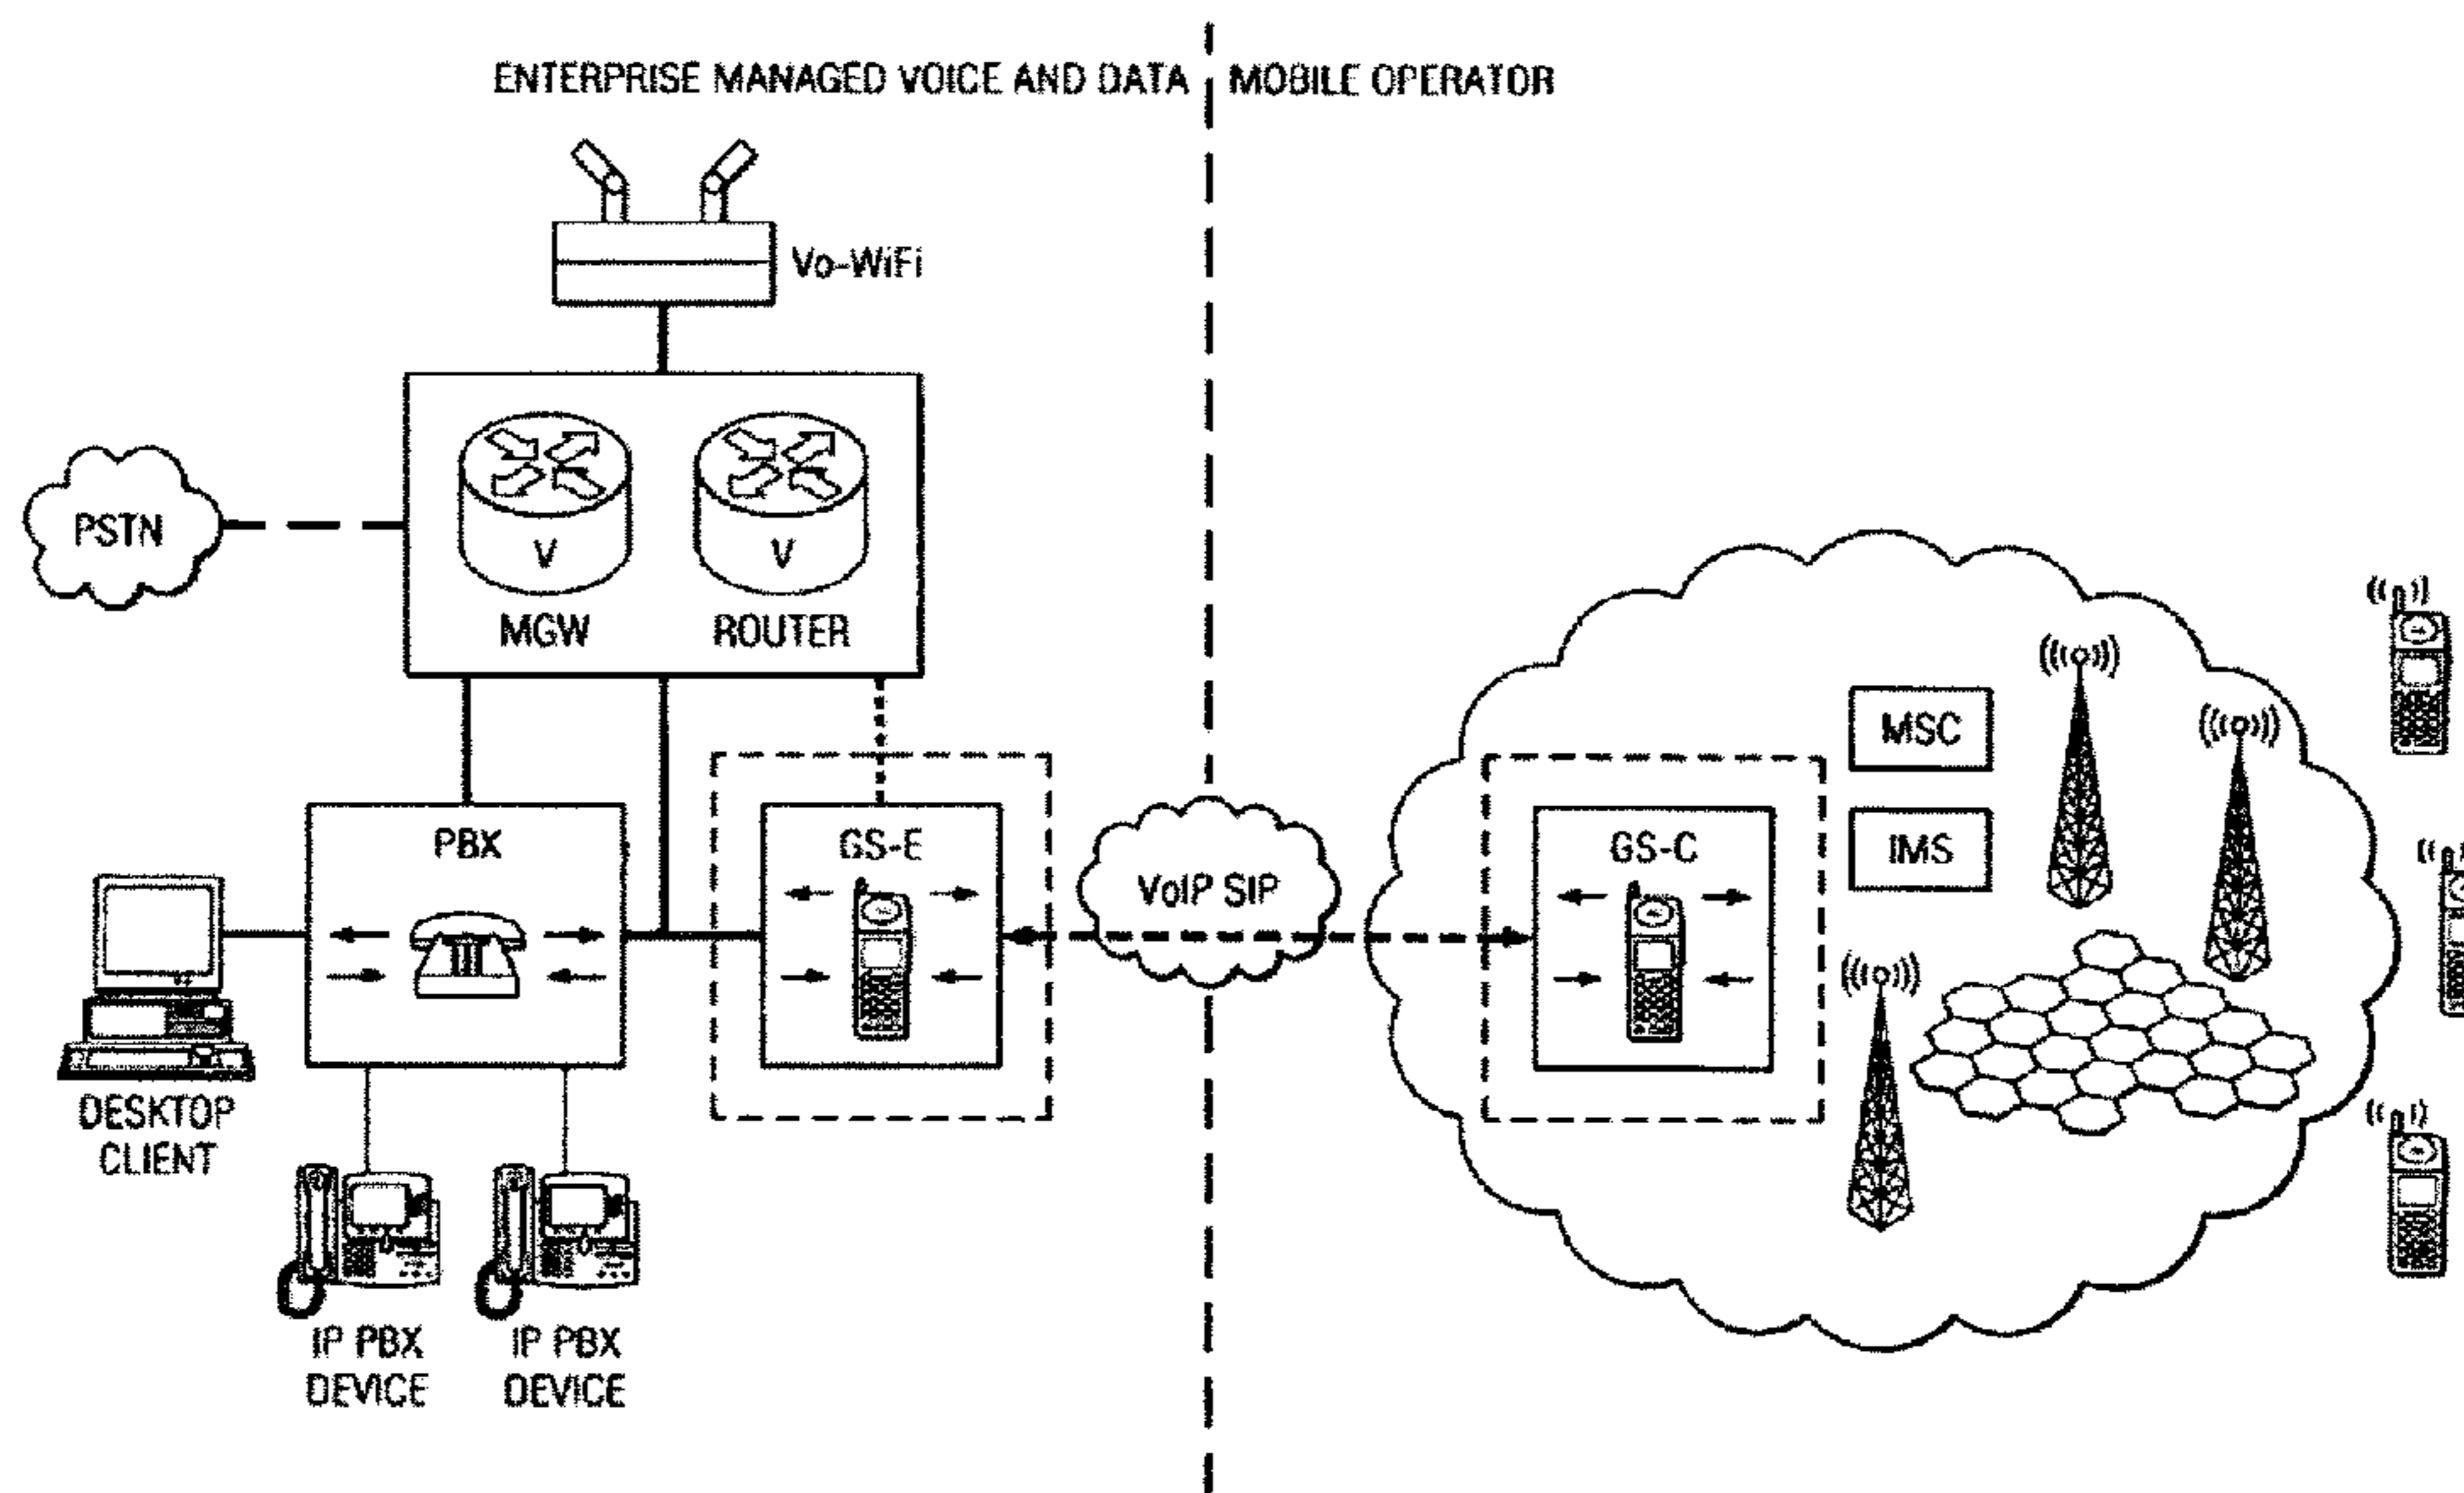 ENTERPRISE MANAGED VOICE AND DATA
MOBILE OPERATOR
Vo-WiFi
PSTN
V
V
MGW
ROUTER
MSC
PBX
GS-E
VoIP SIP
GS-C
IMS
DESKTOP
CLIENT
IP PBX
DEVICE
IP PBX
DEVICE